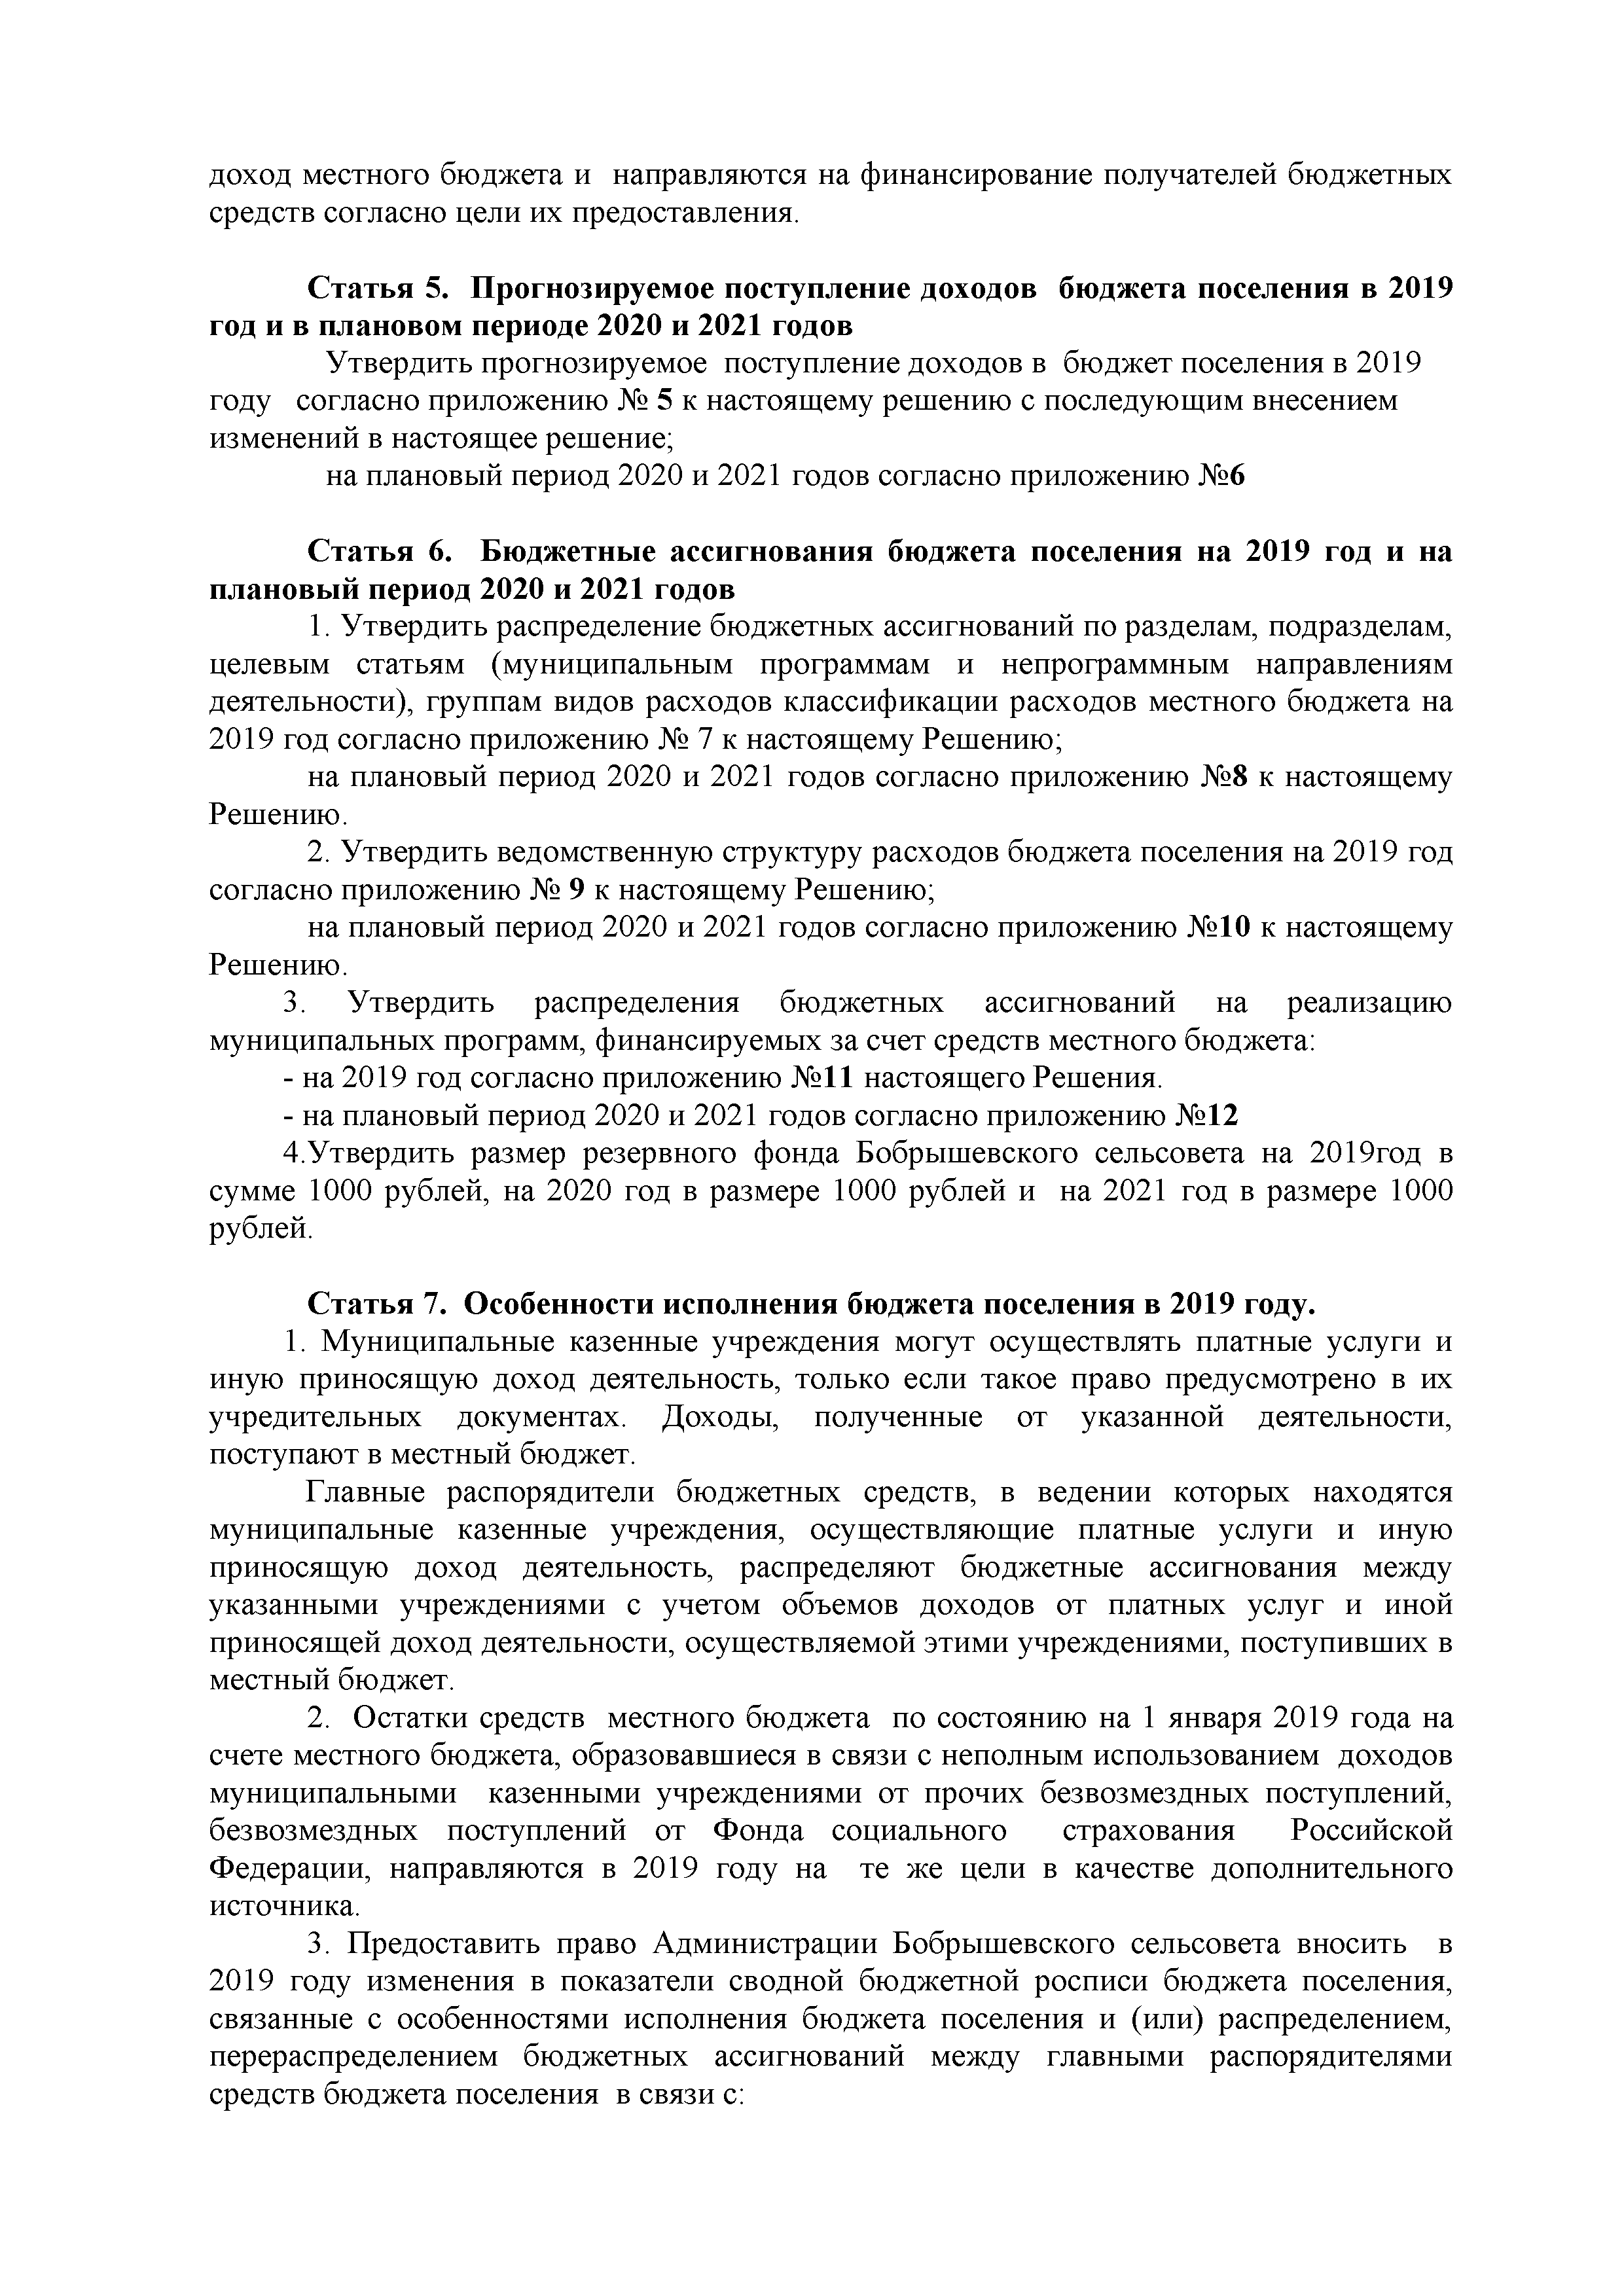 доход местного бюджета и направляются на финансирование получателей бюджетных
средств согласно цели их предоставления.
Статья 5. Прогнозируемое поступление доходов бюджета поселения в 2019
год и в плановом периоде 2020 и 2021 годов
Утвердить прогнозируемое поступление доходов в бюджет поселения в 2019
году согласно приложению № 5 к настоящему решению с последующим внесением
изменений в настоящее решение;
на плановый период 2020 и 2021 годов согласно приложению №6
Статья 6. Бюджетные ассигнования бюджета поселения на 2019 год и на
плановый период 2020 и 2021 годов
1. Утвердить распределение бюджетных ассигнований по разделам, подразделам,
целевым статьям (муниципальным программам и непрограммным направлениям
деятельности), группам видов расходов классификации расходов местного бюджета на
2019 год согласно приложению № 7 к настоящему Решению;
на плановый период 2020 и 2021 годов согласно приложению №8 к настоящему
Решению.
2. Утвердить ведомственную структуру расходов бюджета поселения на 2019 год
согласно приложению № 9 к настоящему Решению;
на плановый период 2020 и 2021 годов согласно приложению №10 к настоящему
Решению.
3. Утвердить распределения бюджетных ассигнований на реализацию
муниципальных программ, финансируемых за счет средств местного бюджета:
- на 2019 год согласно приложению №11 настоящего Решения.
- на плановый период 2020 и 2021 годов согласно приложению №12
4.Утвердить размер резервного фонда Бобрышевского сельсовета на 2019год в
сумме 1000 рублей, на 2020 год в размере 1000 рублей и на 2021 год в размере 1000
рублей.
Статья 7. Особенности исполнения бюджета поселения в 2019 году.
1. Муниципальные казенные учреждения могут осуществлять платные услуги и
иную приносящую доход деятельность, только если такое право предусмотрено в их
учредительных документах. Доходы, полученные от указанной деятельности,
поступают в местный бюджет.
Главные распорядители бюджетных средств, в ведении которых находятся
муниципальные казенные учреждения, осуществляющие платные услуги и иную
приносящую доход деятельность, распределяют бюджетные ассигнования между
указанными учреждениями с учетом объемов доходов от платных услуг и иной
приносящей доход деятельности, осуществляемой этими учреждениями, поступивших в
местный бюджет.
2. Остатки средств местного бюджета по состоянию на 1 января 2019 года на
счете местного бюджета, образовавшиеся в связи с неполным использованием доходов
муниципальными казенными учреждениями от прочих безвозмездных поступлений,
безвозмездных поступлений от Фонда социального страхования Российской
Федерации, направляются в 2019 году на те же цели в качестве дополнительного
источника.
3. Предоставить право Администрации Бобрышевского сельсовета вносить в
2019 году изменения в показатели сводной бюджетной росписи бюджета поселения,
связанные с особенностями исполнения бюджета поселения и (или) распределением,
перераспределением бюджетных ассигнований между главными распорядителями
средств бюджета поселения в связи с: